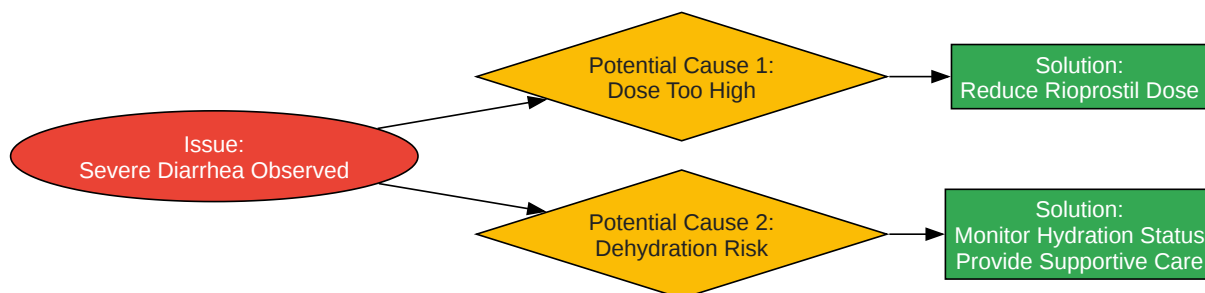 Issue:
Severe Diarrhea Observed
Potential Cause 1:
Dose Too High
Solution:
Reduce Rioprostil Dose
Potential Cause 2:
Dehydration Risk
Solution:
Monitor Hydration Status
Provide Supportive Care